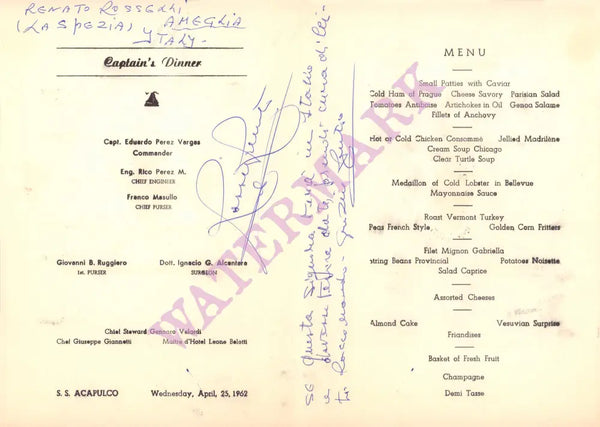 RENATO ROSSELLI
(LA SPEZIA) AMEGLIA
ITALY-
Captain's Dinner
Capt. Eduardo Perez Vargas
Commander
Eng. Rico Perez M.
CHIEF ENGINEER
Franco Masullo
CHIEF PURSER
Giovanni B. Ruggiero
1st. PURSER
Dott. Ignacio G. Alcantara
SURGEON
Chief Steward Gennaro Velardi
Chef Giuseppe Giannetti Maitre d'Hotel Leone Belotti
S. S. ACAPULCO Wednesday, April, 25, 1962
WATERMARK
se questa signorina
MENU
Small Patties with Caviar
Cold Ham of Prague Cheese Savory Parisian Salad
Tomatoes Antiboise Artichokes in Oil Genoa Salame
Fillets of Anchovy
Hot or Cold Chicken Consommé Jellied Madrilène
Cream Soup Chicago
Clear Turtle Soup
Medaillon of Cold Lobster in Bellevue
Mayonnaise Sauce
Roast Vermont Turkey
Peas French Style Golden Corn Fritters
Filet Mignon Gabriella
String Beans Provincial Potatoes Noisette
Salad Caprice
Assorted Cheeses
Almond Cake Vesuvian Surprise
Friandises
Basket of Fresh Fruit
Champagne
Demi Tasse